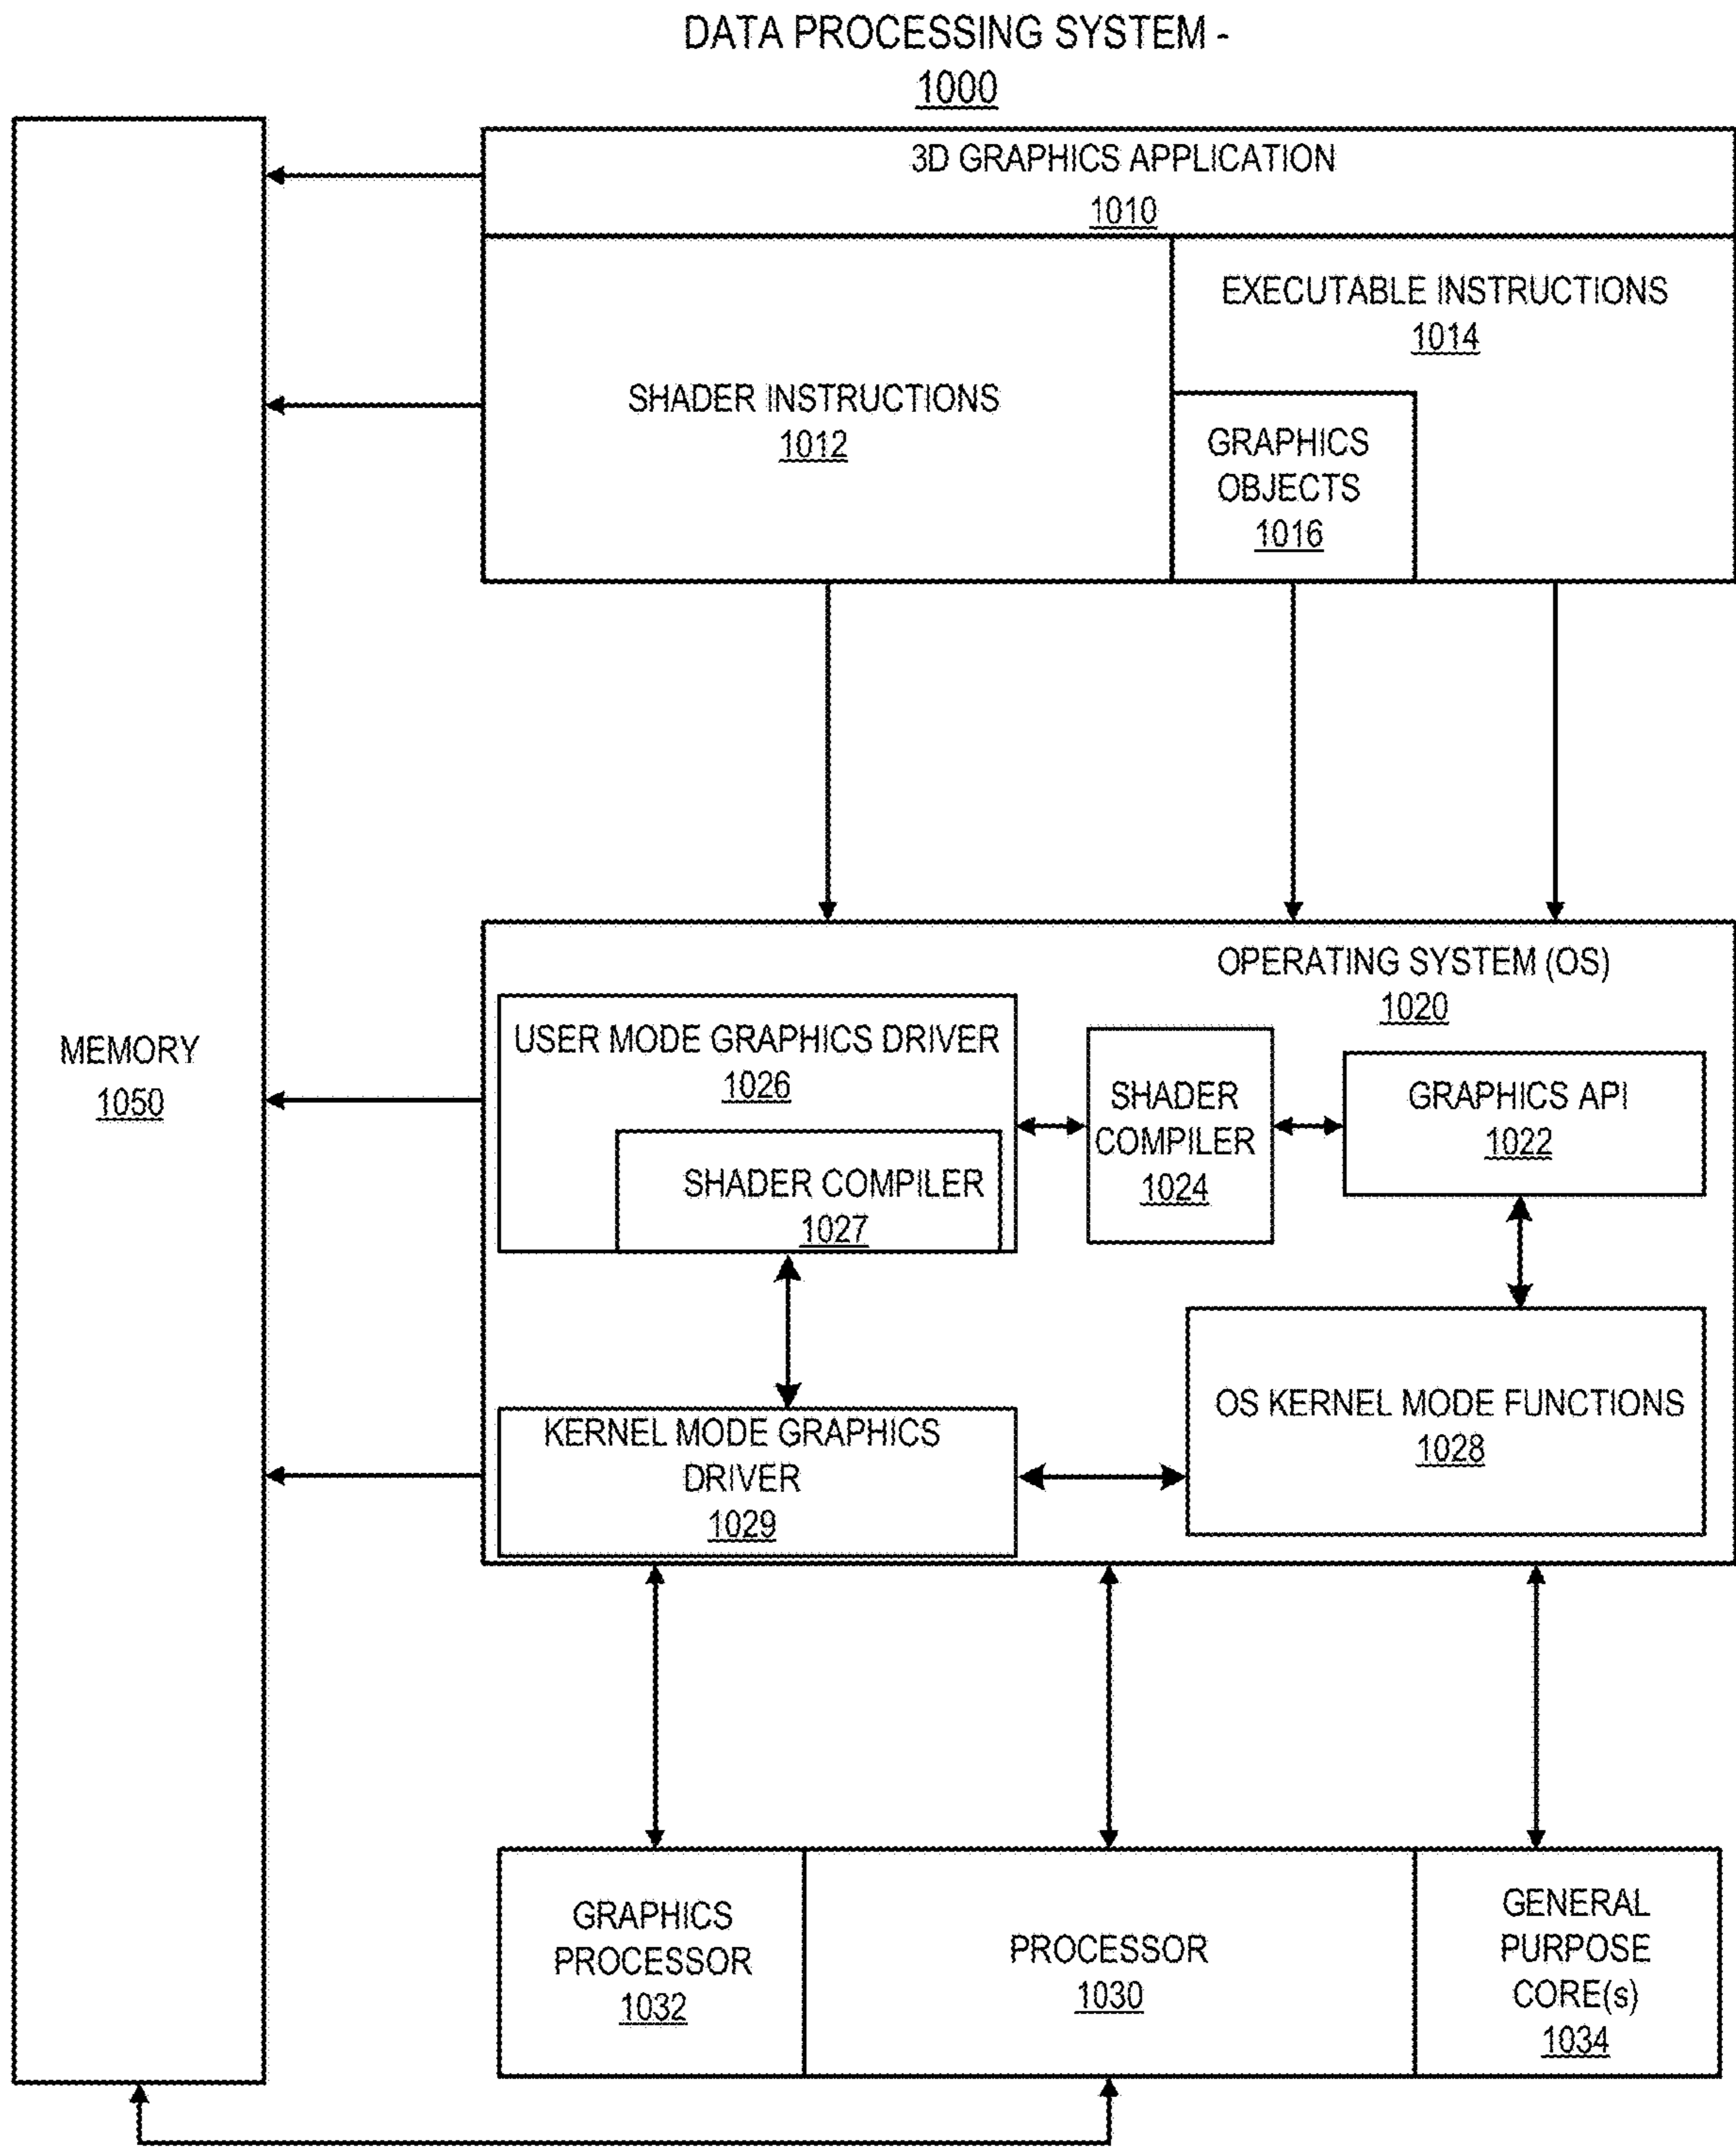 DATA PROCESSING SYSTEM -
1000
3D GRAPHICS APPLICATION
1010
SHADER INSTRUCTIONS
1012
EXECUTABLE INSTRUCTIONS
1014
GRAPHICS
OBJECTS
1016
MEMORY
1050
OPERATING SYSTEM (OS)
1020
USER MODE GRAPHICS DRIVER
1026
SHADER COMPILER
1027
SHADER
COMPILER
1024
GRAPHICS API
1022
KERNEL MODE GRAPHICS
DRIVER
1029
OS KERNEL MODE FUNCTIONS
1028
GRAPHICS
PROCESSOR
1032
PROCESSOR
1030
GENERAL
PURPOSE
CORE(s)
1034